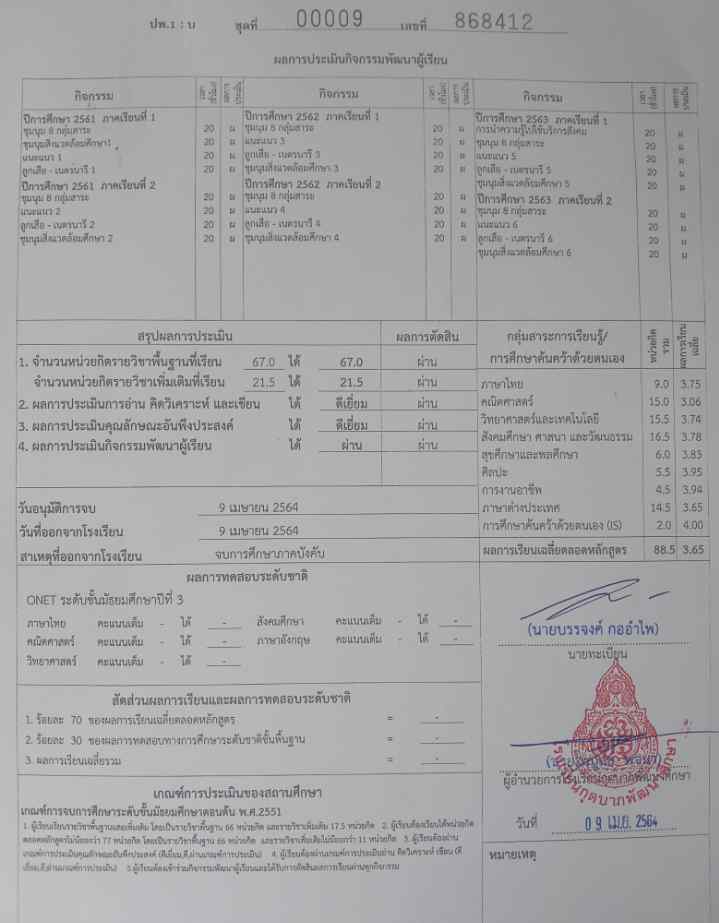 ปพ.1 : บ ชุดที่ 00009 เลขที่ 868412
ผลการประเมินกิจกรรมพัฒนาผู้เรียน
กิจกรรม เวลา (ชั่วโมง) ผลการประเมิน กิจกรรม เวลา (ชั่วโมง) ผลการประเมิน กิจกรรม เวลา (ชั่วโมง) ผลการประเมิน
ปีการศึกษา 2561 ภาคเรียนที่ 1
ชุมนุม 8 กลุ่มสาระ 20 ผ
ชุมนุมสิ่งแวดล้อมศึกษา1 20 ผ
แนะแนว 1 20 ผ
ลูกเสือ - เนตรนารี 1 20 ผ
ปีการศึกษา 2561 ภาคเรียนที่ 2
ชุมนุม 8 กลุ่มสาระ 20 ผ
แนะแนว 2 20 ผ
ลูกเสือ - เนตรนารี 2 20 ผ
ชุมนุมสิ่งแวดล้อมศึกษา 2 20 ผ
ปีการศึกษา 2562 ภาคเรียนที่ 1
ชุมนุม 8 กลุ่มสาระ 20 ผ
แนะแนว 3 20 ผ
ลูกเสือ - เนตรนารี 3 20 ผ
ชุมนุมสิ่งแวดล้อมศึกษา 3 20 ผ
ปีการศึกษา 2562 ภาคเรียนที่ 2
ชุมนุม 8 กลุ่มสาระ 20 ผ
แนะแนว 4 20 ผ
ลูกเสือ - เนตรนารี 4 20 ผ
ชุมนุมสิ่งแวดล้อมศึกษา 4 20 ผ
ปีการศึกษา 2563 ภาคเรียนที่ 1
การนำความรู้ไปใช้บริการสังคม 20 ผ
ชุมนุม 8 กลุ่มสาระ 20 ผ
แนะแนว 5 20 ผ
ลูกเสือ - เนตรนารี 5 20 ผ
ชุมนุมสิ่งแวดล้อมศึกษา 5 20 ผ
ปีการศึกษา 2563 ภาคเรียนที่ 2
ชุมนุม 8 กลุ่มสาระ 20 ผ
แนะแนว 6 20 ผ
ลูกเสือ - เนตรนารี 6 20 ผ
ชุมนุมสิ่งแวดล้อมศึกษา 6 20 ผ
สรุปผลการประเมิน ผลการตัดสิน
1. จำนวนหน่วยกิตรายวิชาพื้นฐานที่เรียน 67.0 ได้ 67.0 ผ่าน
จำนวนหน่วยกิตรายวิชาเพิ่มเติมที่เรียน 21.5 ได้ 21.5 ผ่าน
2. ผลการประเมินการอ่าน คิดวิเคราะห์ และเขียน ได้ ดีเยี่ยม ผ่าน
3. ผลการประเมินคุณลักษณะอันพึงประสงค์ ได้ ดีเยี่ยม ผ่าน
4. ผลการประเมินกิจกรรมพัฒนาผู้เรียน ได้ ผ่าน ผ่าน
วันอนุมัติการจบ 9 เมษายน 2564
วันที่ออกจากโรงเรียน 9 เมษายน 2564
สาเหตุที่ออกจากโรงเรียน จบการศึกษาภาคบังคับ
กลุ่มสาระการเรียนรู้/
การศึกษาค้นคว้าด้วยตนเอง หน่วยกิตรวม ผลการเรียนเฉลี่ย
ภาษาไทย 9.0 3.75
คณิตศาสตร์ 15.0 3.06
วิทยาศาสตร์และเทคโนโลยี 15.5 3.74
สังคมศึกษา ศาสนา และวัฒนธรรม 16.5 3.78
สุขศึกษาและพลศึกษา 6.0 3.83
ศิลปะ 5.5 3.95
การงานอาชีพ 4.5 3.94
ภาษาต่างประเทศ 14.5 3.65
การศึกษาค้นคว้าด้วยตนเอง (IS) 2.0 4.00
ผลการเรียนเฉลี่ยตลอดหลักสูตร 88.5 3.65
ผลการทดสอบระดับชาติ
ONET ระดับชั้นมัธยมศึกษาปีที่ 3
ภาษาไทย คะแนนเต็ม - ได้ - สังคมศึกษา คะแนนเต็ม - ได้ -
คณิตศาสตร์ คะแนนเต็ม - ได้ - ภาษาอังกฤษ คะแนนเต็ม - ได้ -
วิทยาศาสตร์ คะแนนเต็ม - ได้ -
สัดส่วนผลการเรียนและผลการทดสอบระดับชาติ
1. ร้อยละ 70 ของผลการเรียนเฉลี่ยตลอดหลักสูตร = -
2. ร้อยละ 30 ของผลการทดสอบทางการศึกษาระดับชาติขั้นพื้นฐาน = -
3. ผลการเรียนเฉลี่ยรวม = -
เกณฑ์การประเมินของสถานศึกษา
เกณฑ์การจบการศึกษาระดับชั้นมัธยมศึกษาตอนต้น พ.ศ.2551
1. ผู้เรียนเรียนรายวิชาพื้นฐานและเพิ่มเติม โดยเป็นรายวิชาพื้นฐาน 66 หน่วยกิต และรายวิชาเพิ่มเติม 17.5 หน่วยกิต 2. ผู้เรียนต้องเรียนได้หน่วยกิต
ตลอดหลักสูตรไม่น้อยกว่า 77 หน่วยกิต โดยเป็นรายวิชาพื้นฐาน 66 หน่วยกิต และรายวิชาเพิ่มเติมไม่น้อยกว่า 11 หน่วยกิต 3. ผู้เรียนต้องผ่าน
เกณฑ์การประเมินคุณลักษณะอันพึงประสงค์ (ดีเยี่ยม,ดี,ผ่านเกณฑ์การประเมิน) 4. ผู้เรียนต้องผ่านเกณฑ์การประเมินอ่าน คิดวิเคราะห์ เขียน (ดี
เยี่ยม,ดี,ผ่านเกณฑ์การประเมิน) 5.ผู้เรียนต้องเข้าร่วมกิจกรรมพัฒนาผู้เรียนและได้รับการตัดสินผลการเรียนผ่านทุกกิจกรรม
(นายบรรจงค์ กออำไพ)
นายทะเบียน
ผู้อำนวยการโรงเรียนกุดบากพัฒนาศึกษา
โรงเรียนกุดบากพัฒนาศึกษา
วันที่ 09 เม.ย. 2564
หมายเหตุ